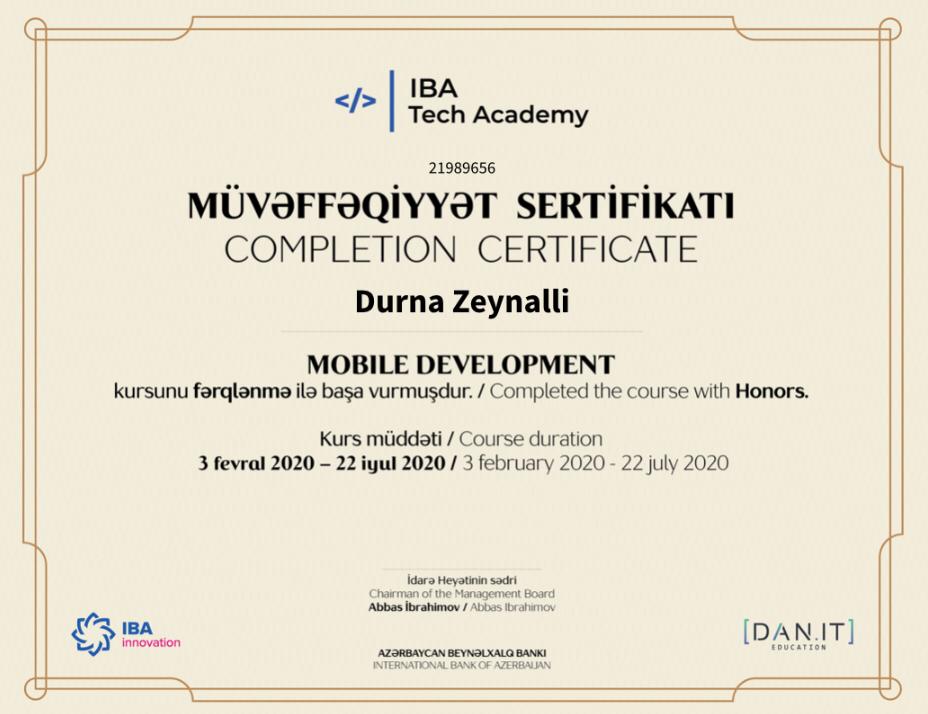 </> IBA
Tech Academy
21989656
MÜVƏFFƏQİYYƏT SERTİFİKATI
COMPLETION CERTIFICATE
Durna Zeynalli
MOBILE DEVELOPMENT
kursunu fərqlənmə ilə başa vurmuşdur. / Completed the course with Honors.
Kurs müddəti / Course duration
3 fevral 2020 – 22 iyul 2020 / 3 february 2020 - 22 july 2020
İdarə Heyətinin sədri
Chairman of the Management Board
Abbas İbrahimov / Abbas Ibrahimov
IBA
innovation
[DAN.IT]
EDUCATION
AZƏRBAYCAN BEYNƏLXALQ BANKI
INTERNATIONAL BANK OF AZERBAIJAN